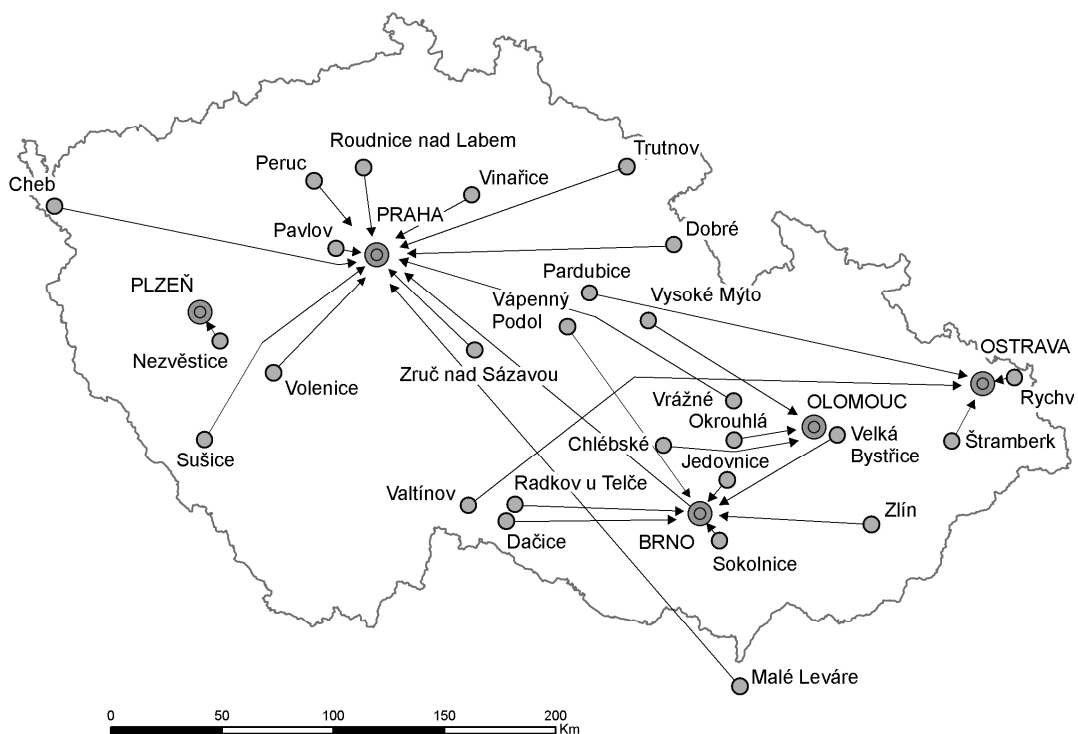 Roudnice nad Labem
Peruc
Trutnov
Vinařice
Cheb
PRAHA
Pavlov
Dobré
Pardubice
PLZEŇ
Vápenný
Podol
Vysoké Mýto
OSTRAVA
Nezvěstice
Zruč nad Sázavou
Volenice
Rychv
Vrážné
OLOMOUC
Okrouhlá
Velká
Bystřice
Štramberk
Chlébské
Sušice
Jedovnice
Radkov u Telče
Valtínov
Zlín
Dačice
BRNO
Sokolnice
Malé Leváre
0 50 100 150 200
Km